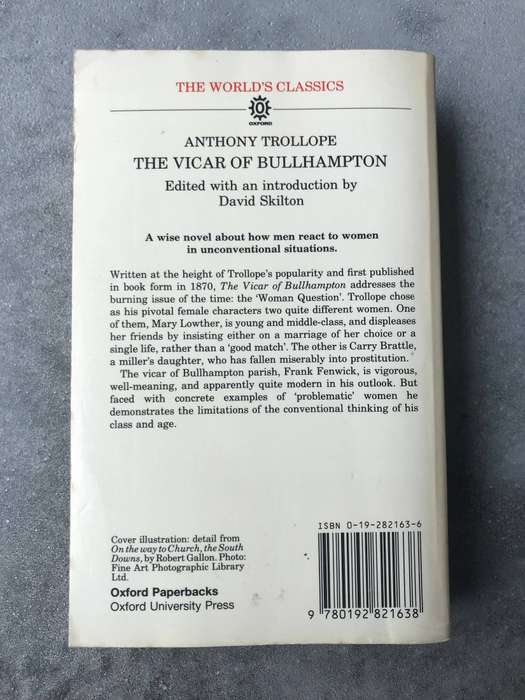 THE WORLD'S CLASSICS
OXFORD
ANTHONY TROLLOPE
THE VICAR OF BULLHAMPTON
Edited with an introduction by
David Skilton
A wise novel about how men react to women
in unconventional situations.
Written at the height of Trollope's popularity and first published
in book form in 1870, The Vicar of Bullhampton addresses the
burning issue of the time: the 'Woman Question'. Trollope chose
as his pivotal female characters two quite different women. One
of them, Mary Lowther, is young and middle-class, and displeases
her friends by insisting either on a marriage of her choice or a
single life, rather than a 'good match'. The other is Carry Brattle,
a miller's daughter, who has fallen miserably into prostitution.
The vicar of Bullhampton parish, Frank Fenwick, is vigorous,
well-meaning, and apparently quite modern in his outlook. But
faced with concrete examples of 'problematic' women he
demonstrates the limitations of the conventional thinking of his
class and age.
Cover illustration: detail from
On the way to Church, the South
Downs, by Robert Gallon. Photo:
Fine Art Photographic Library
Ltd.
Oxford Paperbacks
Oxford University Press
ISBN 0-19-282163-6
9 780192 821638